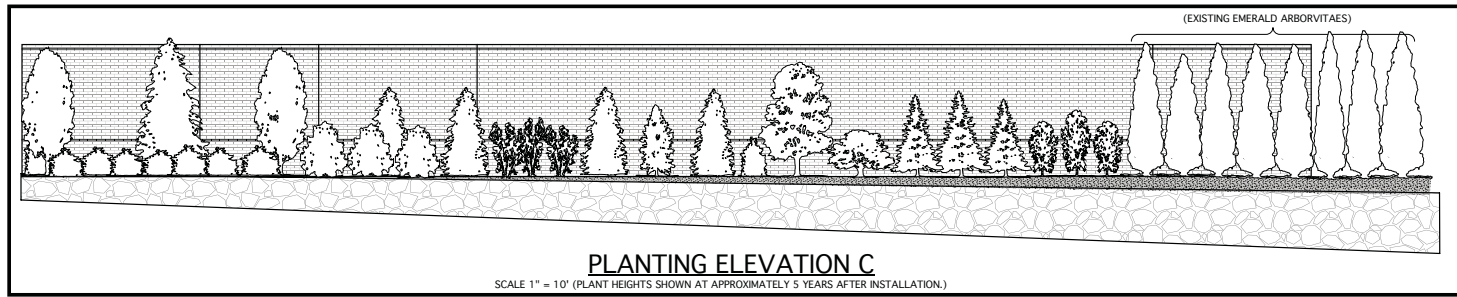 (EXISTING EMERALD ARBORVITAES)
PLANTING ELEVATION C
SCALE 1" = 10' (PLANT HEIGHTS SHOWN AT APPROXIMATELY 5 YEARS AFTER INSTALLATION.)